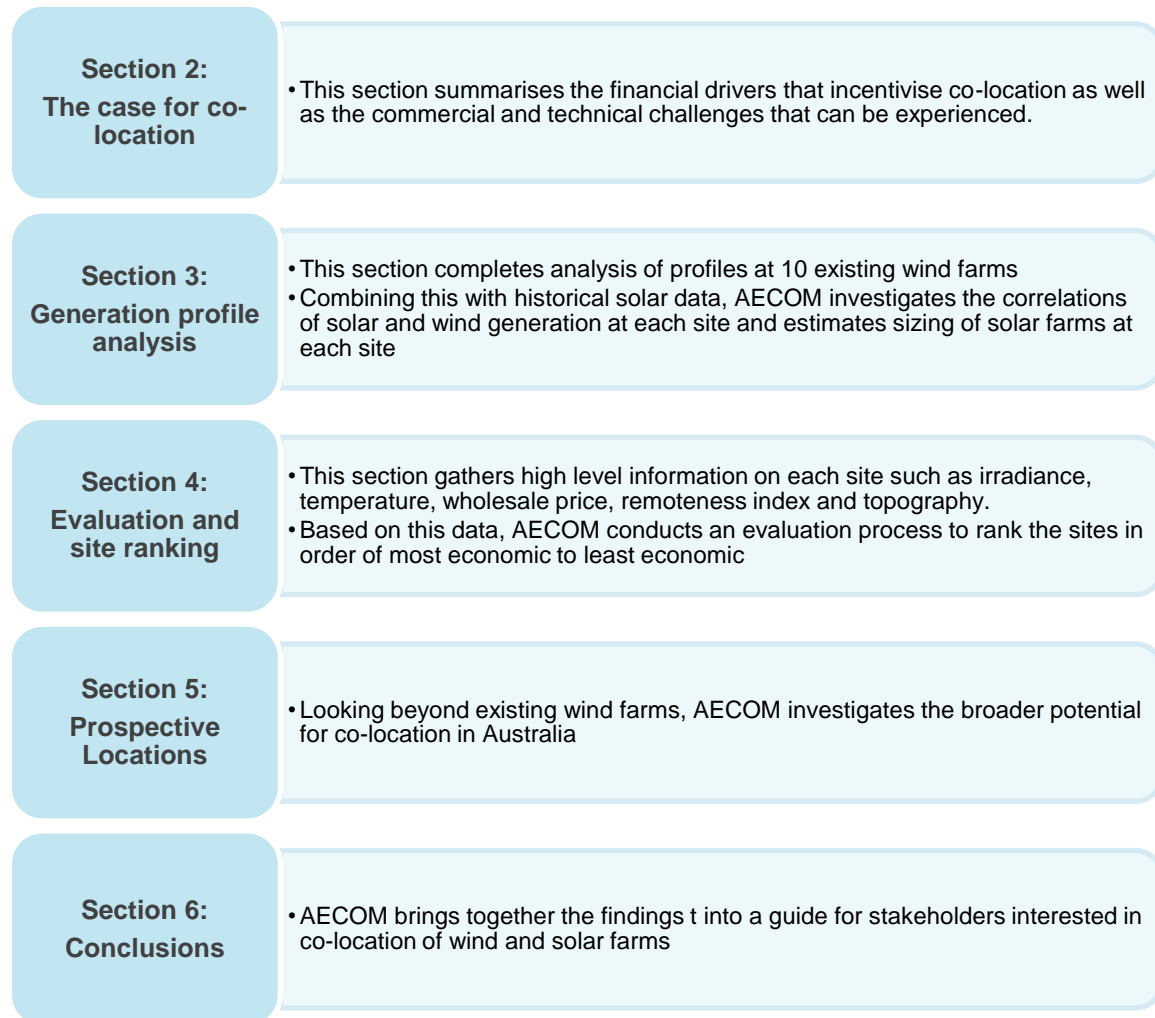 Section 2:
The case for co-
location
• This section summarises the financial drivers that incentivise co-location as well
as the commercial and technical challenges that can be experienced.
Section 3:
Generation profile
analysis
• This section completes analysis of profiles at 10 existing wind farms
• Combining this with historical solar data, AECOM investigates the correlations
of solar and wind generation at each site and estimates sizing of solar farms at
each site
Section 4:
Evaluation and
site ranking
• This section gathers high level information on each site such as irradiance,
temperature, wholesale price, remoteness index and topography.
• Based on this data, AECOM conducts an evaluation process to rank the sites in
order of most economic to least economic
Section 5:
Prospective
Locations
• Looking beyond existing wind farms, AECOM investigates the broader potential
for co-location in Australia
Section 6:
Conclusions
• AECOM brings together the findings t into a guide for stakeholders interested in
co-location of wind and solar farms